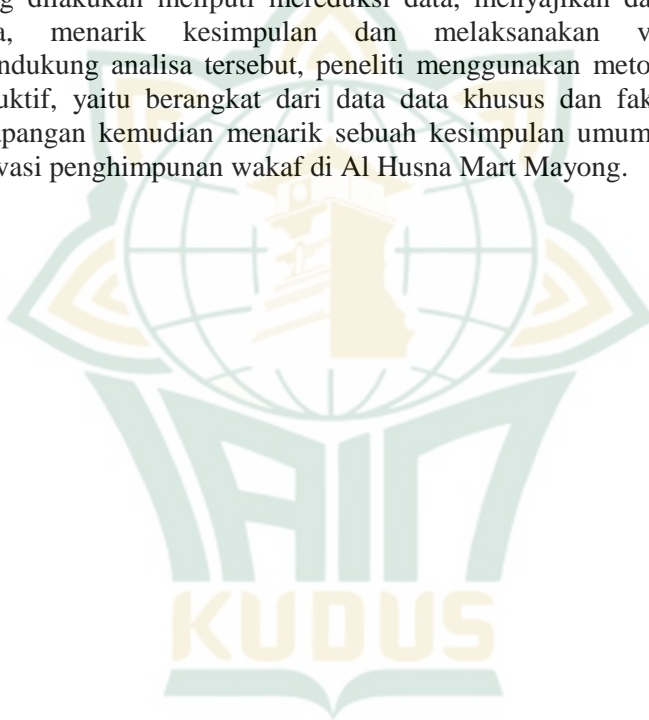 g dilakukan meliputi mereduksi data, menyajikan da
a, menarik kesimpulan dan melaksanakan v
ndukung analisa tersebut, peneliti menggunakan meto
uktif, yaitu berangkat dari data data khusus dan fak
apangan kemudian menarik sebuah kesimpulan umum
vasi penghimpunan wakaf di Al Husna Mart Mayong.
IAIN
KUDUS